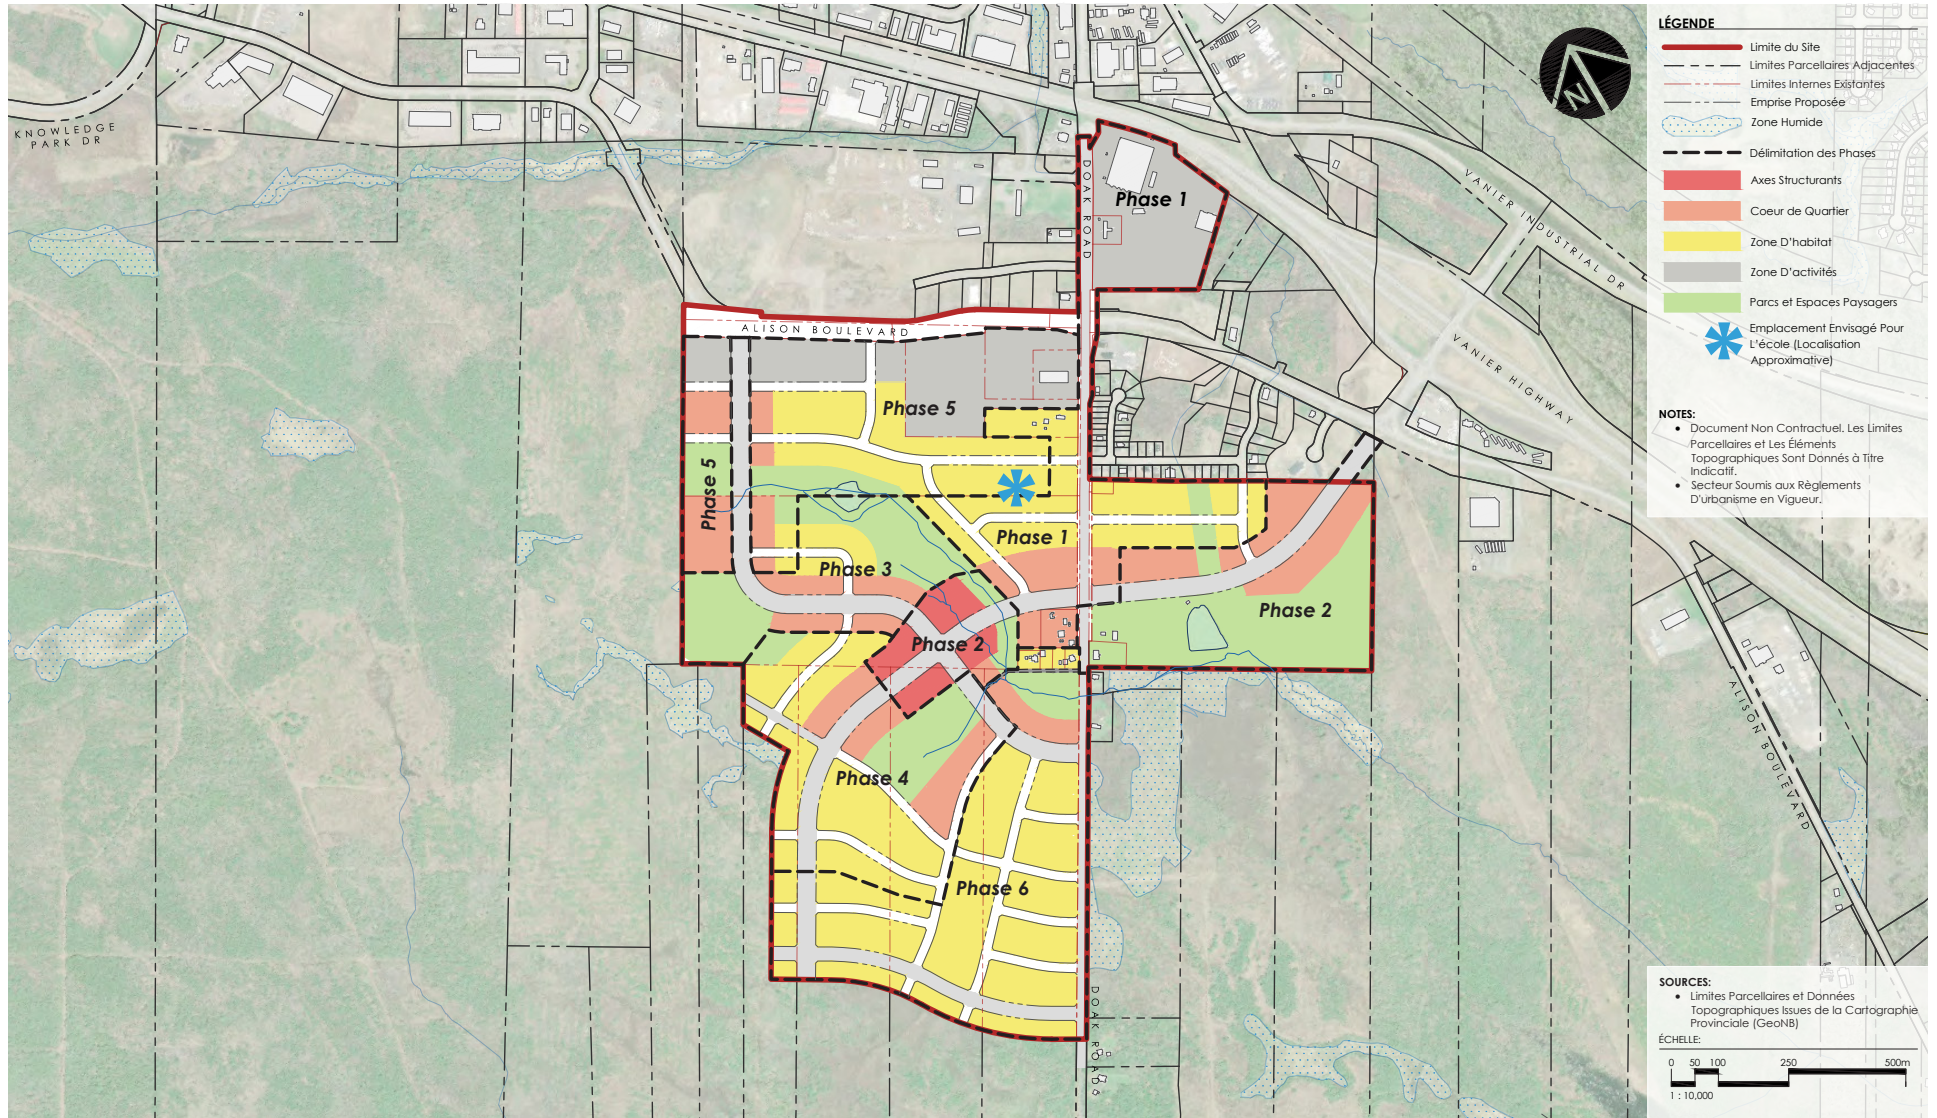 KNOWLEDGE
PARK DR
DOAK ROAD
Phase 1
VANIER INDUSTRIAL DR
VANIER HIGHWAY
ALISON BOULEVARD
Phase 5
Phase 5
Phase 1
Phase 3
Phase 2
Phase 2
Phase 4
Phase 6
ALISON BOULEVARD
DOAK ROAD
N
LÉGENDE
Limite du Site
Limites Parcellaires Adjacentes
Limites Internes Existantes
Emprise Proposée
Zone Humide
Délimitation des Phases
Axes Structurants
Coeur de Quartier
Zone D'habitat
Zone D'activités
Parcs et Espaces Paysagers
Emplacement Envisagé Pour
L'école (Localisation
Approximative)
NOTES:
• Document Non Contractuel. Les Limites
Parcellaires et Les Éléments
Topographiques Sont Donnés à Titre
Indicatif.
• Secteur Soumis aux Règlements
D'urbanisme en Vigueur.
SOURCES:
• Limites Parcellaires et Données
Topographiques Issues de la Cartographie
Provinciale (GeoNB)
ÉCHELLE:
0 50 100 250 500m
1 : 10,000